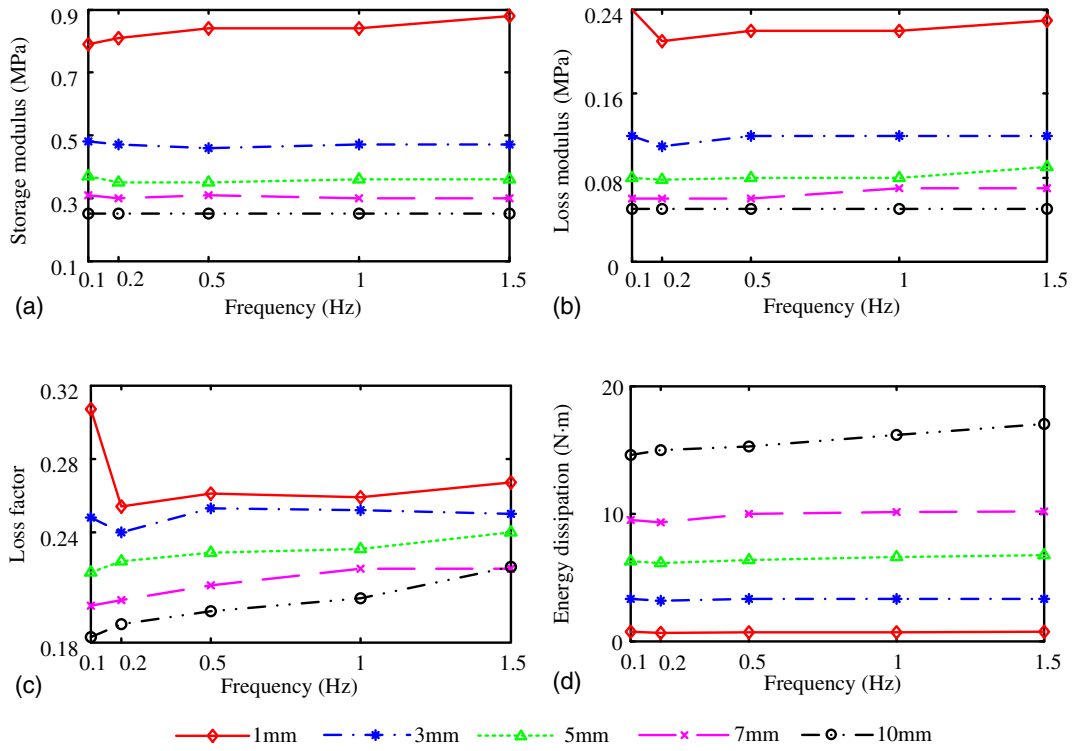 Storage modulus (MPa)
0.9
0.7
0.5
0.3
0.1
0.1 0.2 0.5 1 1.5
Frequency (Hz)
(a)
Loss modulus (MPa)
0.24
0.16
0.08
0
0.1 0.2 0.5 1 1.5
Frequency (Hz)
(b)
Loss factor
0.32
0.28
0.24
0.18
0.1 0.2 0.5 1 1.5
Frequency (Hz)
(c)
Energy dissipation (N·m)
20
10
0
0.1 0.2 0.5 1 1.5
Frequency (Hz)
(d)
1mm 3mm 5mm 7mm 10mm